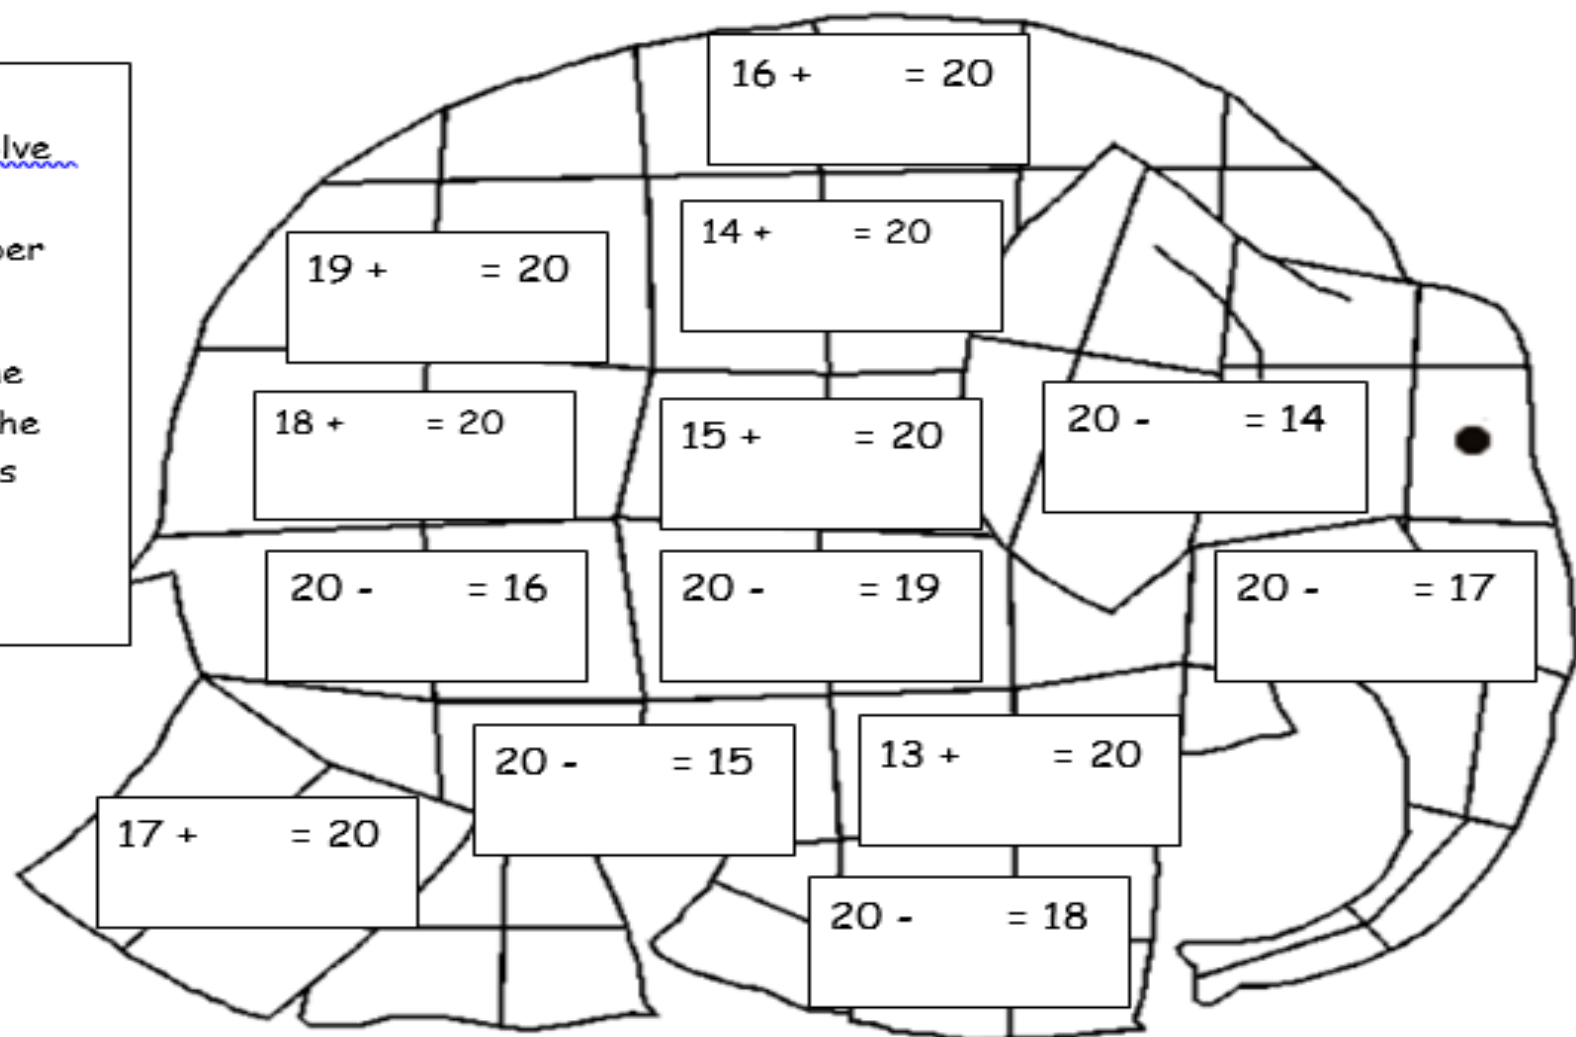 16 + = 20
14 + = 20
19 + = 20
18 + = 20
15 + = 20
20 - = 14
20 - = 16
20 - = 19
20 - = 17
20 - = 15
13 + = 20
17 + = 20
20 - = 18